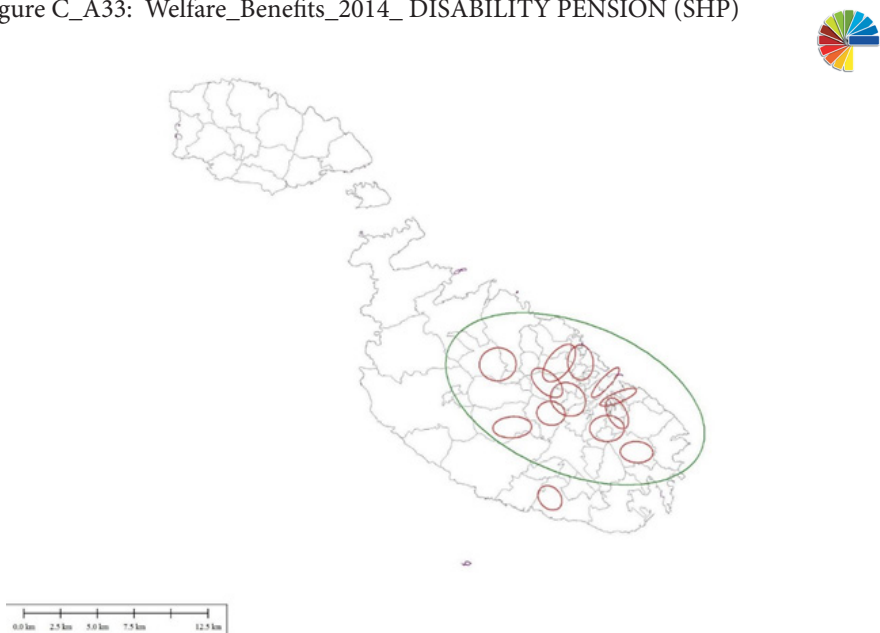 gure C_A33: Welfare_Benefits_2014_ DISABILITY PENSION (SHP)
0.0 km 2.5 km 5.0 km 7.5 km 12.5 km